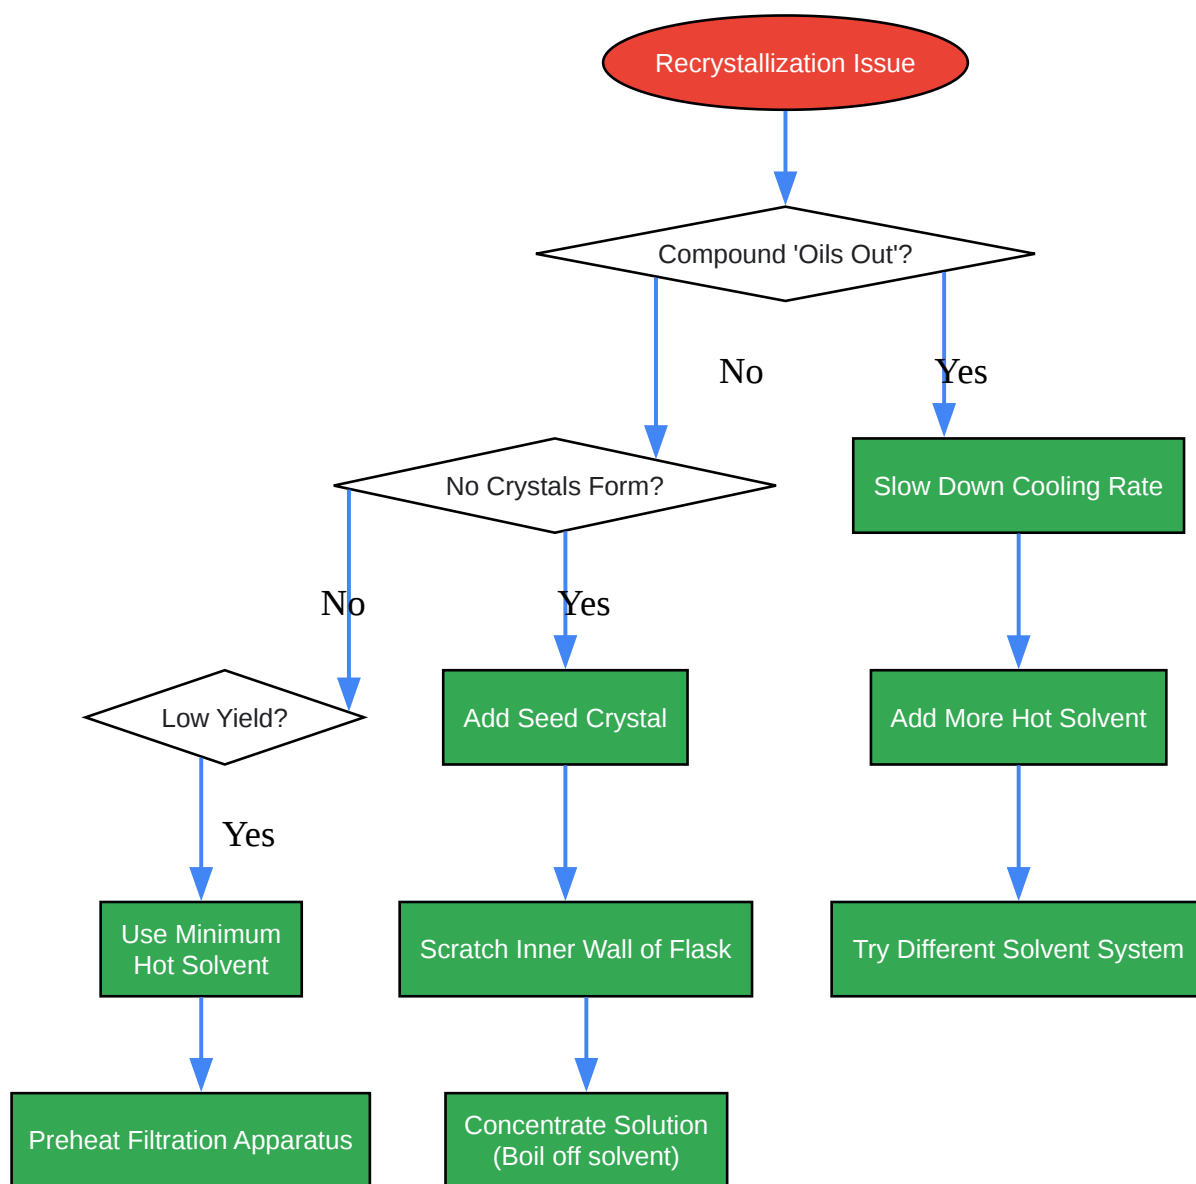 Recrystallization Issue
Compound 'Oils Out'?
No
Yes
No Crystals Form?
Slow Down Cooling Rate
No
Yes
Low Yield?
Add Seed Crystal
Add More Hot Solvent
Yes
Use Minimum
Hot Solvent
Scratch Inner Wall of Flask
Try Different Solvent System
Preheat Filtration Apparatus
Concentrate Solution
(Boil off solvent)